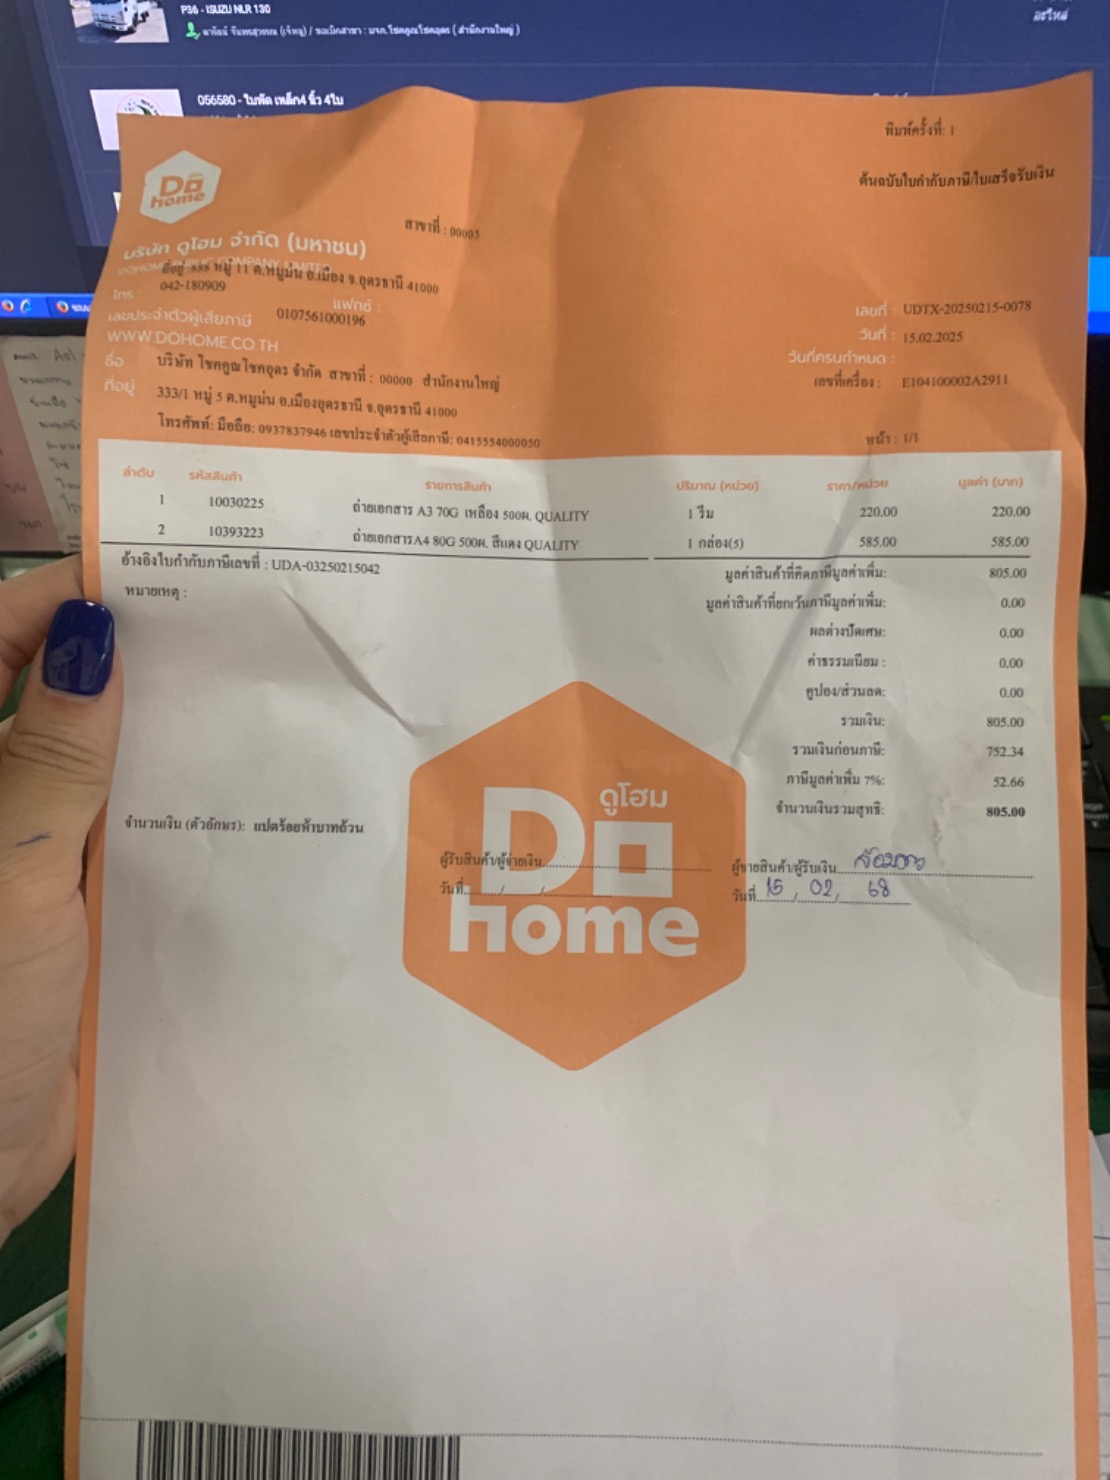 P36 - ISUZU NLR 130
อะไหล่
056580 - ใบพัด เหล็ก4 นิ้ว 4ใบ
พิมพ์ครั้งที่: 1
ต้นฉบับใบกำกับภาษี/ใบเสร็จรับเงิน
Do home
สาขาที่ : 00005
บริษัท ดูโฮม จำกัด (มหาชน)
ที่อยู่ 888 หมู่ 11 ต.หมูม่น อ.เมือง จ.อุดรธานี 41000
โทร : 042-180909 แฟกซ์ :
เลขประจำตัวผู้เสียภาษี 0107561000196
WWW.DOHOME.CO.TH
เลขที่ : UDTX-20250215-0078
วันที่ : 15.02.2025
วันที่ครบกำหนด :
เลขที่เครื่อง : E104100002A2911
ชื่อ บริษัท โชคคูณโชคอุดร จำกัด สาขาที่ : 00000 สำนักงานใหญ่
ที่อยู่ 333/1 หมู่ 5 ต.หมูม่น อ.เมืองอุดรธานี จ.อุดรธานี 41000
โทรศัพท์: มือถือ: 0937837946 เลขประจำตัวผู้เสียภาษี: 0415554000050
หน้า : 1/1
ลำดับ รหัสสินค้า รายการสินค้า ปริมาณ (หน่วย) ราคา/หน่วย มูลค่า (บาท)
1 10030225 ถ่ายเอกสาร A3 70G เหลือง 500ผ. QUALITY 1 รีม 220.00 220.00
2 10393223 ถ่ายเอกสารA4 80G 500ผ. สีแดง QUALITY 1 กล่อง(5) 585.00 585.00
อ้างอิงใบกำกับภาษีเลขที่ : UDA-03250215042
หมายเหตุ :
มูลค่าสินค้าที่คิดภาษีมูลค่าเพิ่ม: 805.00
มูลค่าสินค้าที่ยกเว้นภาษีมูลค่าเพิ่ม: 0.00
ผลต่างปัดเศษ: 0.00
ค่าธรรมเนียม : 0.00
คูปอง/ส่วนลด: 0.00
รวมเงิน: 805.00
รวมเงินก่อนภาษี: 752.34
ภาษีมูลค่าเพิ่ม 7%: 52.66
จำนวนเงินรวมสุทธิ: 805.00
จำนวนเงิน (ตัวอักษร): แปดร้อยห้าบาทถ้วน
ดูโฮม
Do home
ผู้รับสินค้า/ผู้จ่ายเงิน
วันที่ / /
ผู้ขายสินค้า/ผู้รับเงิน
วันที่ 15 / 02 / 68